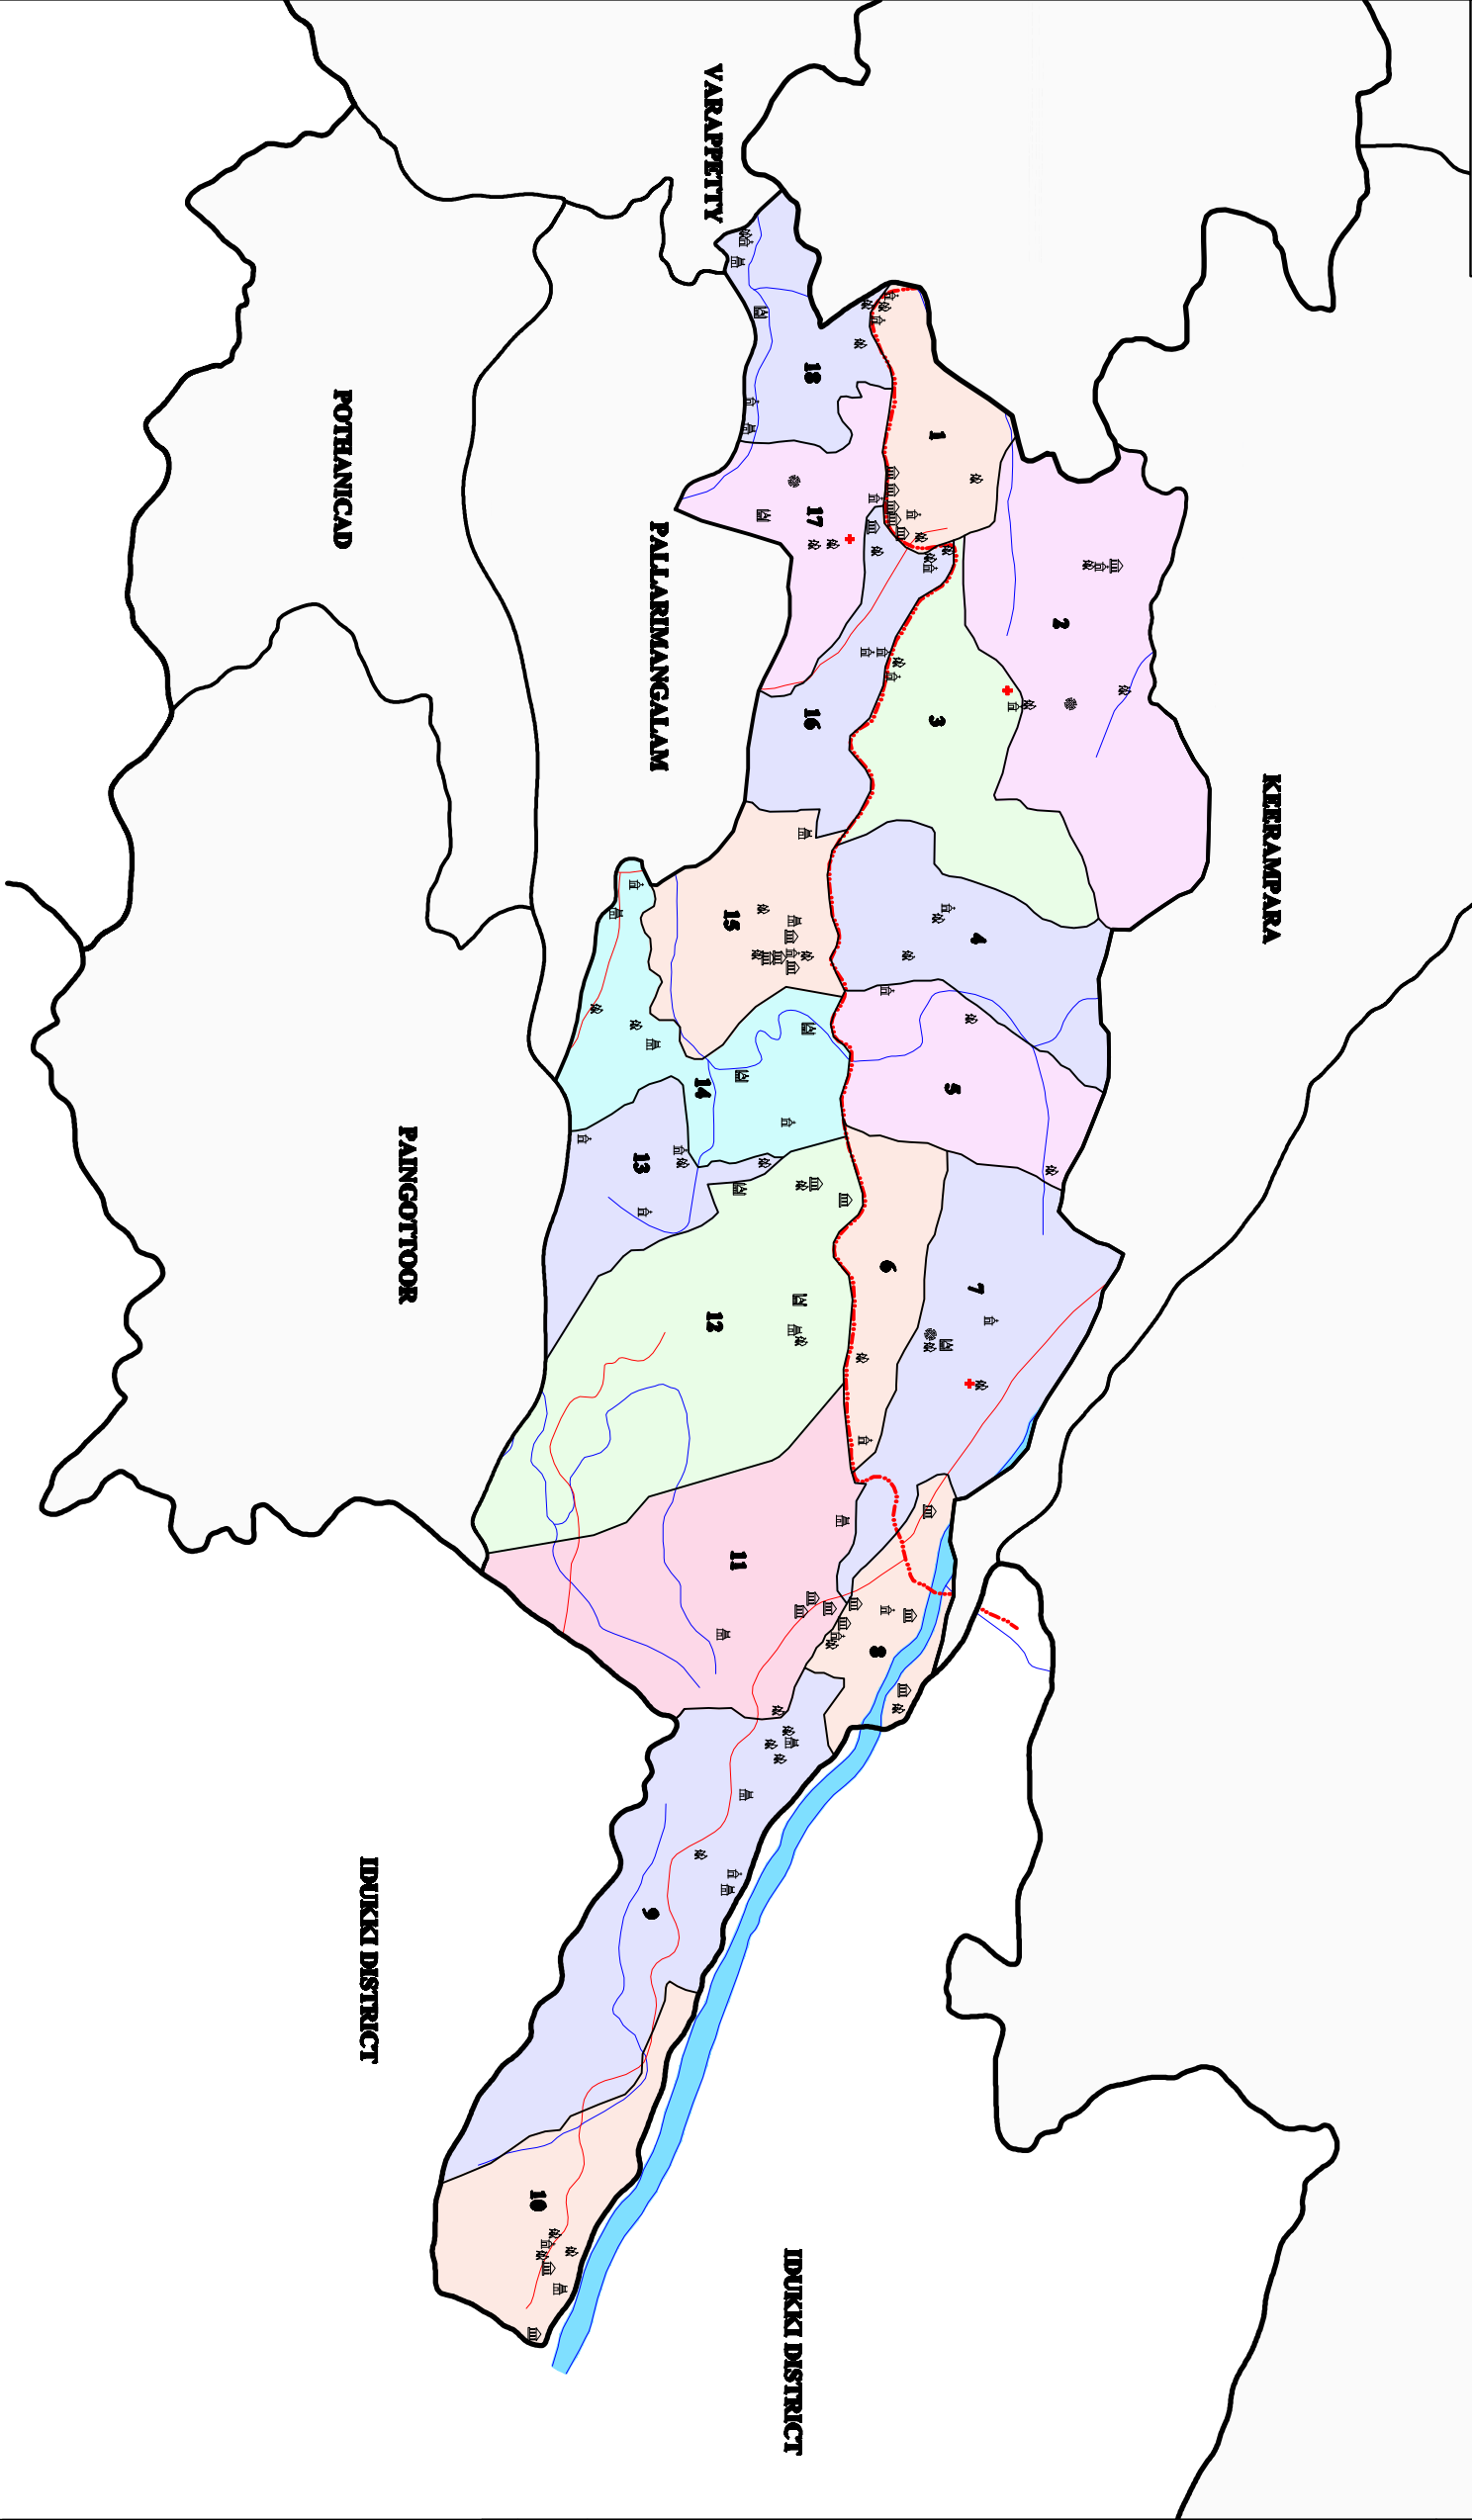 VARAPPETTY
POTHANICAD
PALLARIMANGALAM
KEERAMPARA
PAINGOTTOOR
IDUKKI DISTRICT
IDUKKI DISTRICT
1
2
3
4
5
6
7
8
9
10
11
12
13
14
15
16
17
18